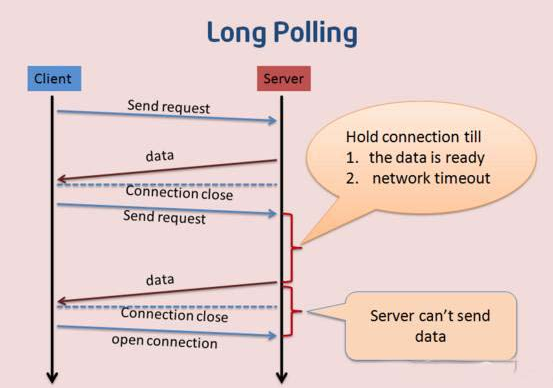 Long Polling
Client
Server
Send request
data
Connection close
Send request
Hold connection till
1. the data is ready
2. network timeout
data
Connection close
open connection
Server can't send
data